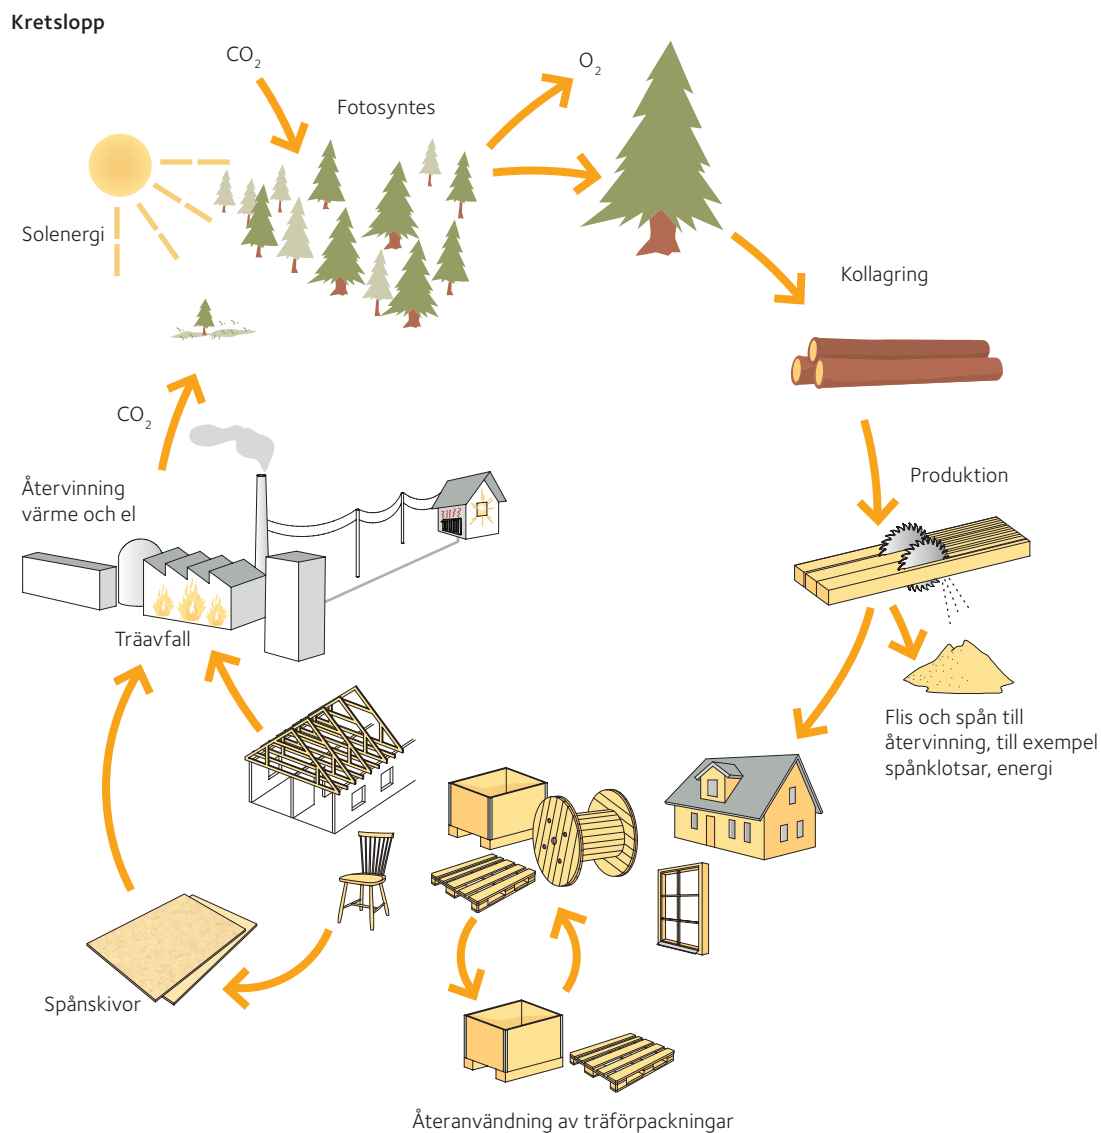 Kretslopp
CO₂
O₂
Fotosyntes
Solenergi
Kollagring
CO₂
Produktion
Återvinning
värme och el
Träavfall
Flis och spån till
återvinning, till exempel
spånklotsar, energi
Spånskivor
Återanvändning av träförpackningar